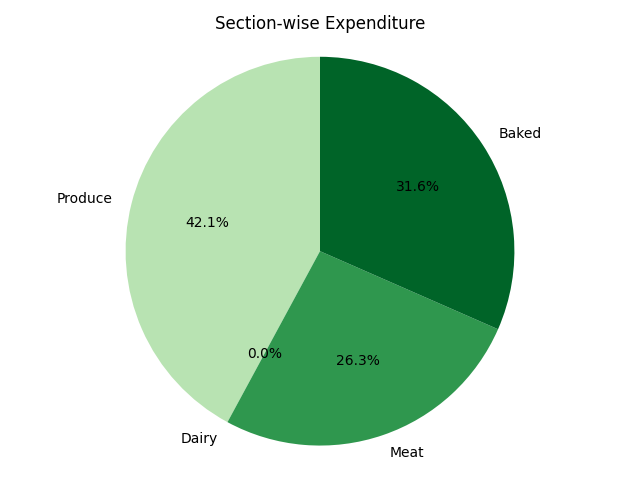 Section-wise Expenditure
Baked
31.6%
Produce
42.1%
0.0%
26.3%
Dairy
Meat